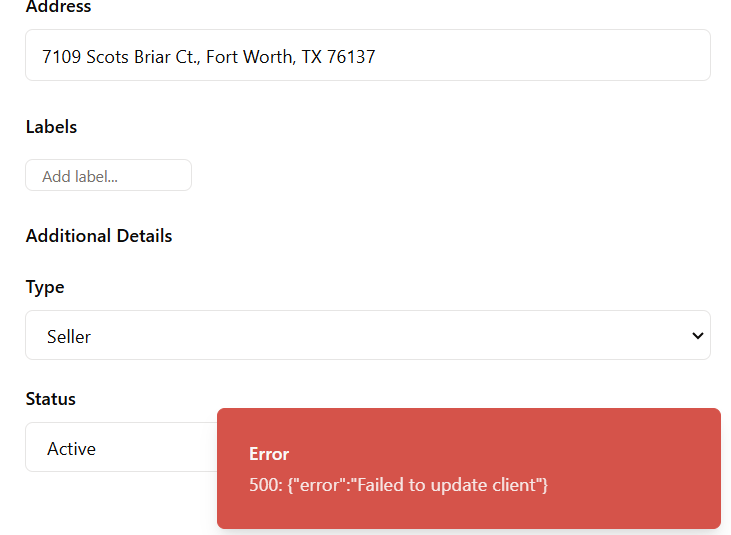 Address
7109 Scots Briar Ct., Fort Worth, TX 76137
Labels
Add label...
Additional Details
Type
Seller
Status
Active
Error
500: {"error":"Failed to update client"}